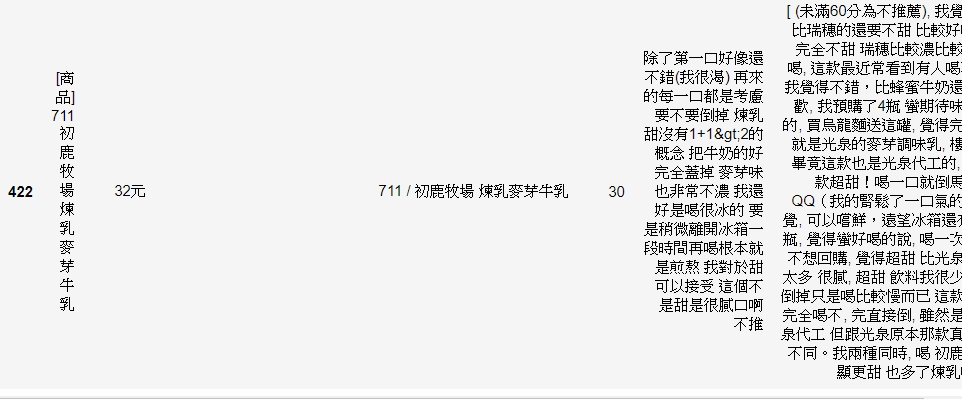 422
[商
品]
711
初
鹿
牧
場
煉
乳
麥
芽
牛
乳
32元
711 / 初鹿牧場 煉乳麥芽牛乳
30
除了第一口好像還
不錯(我很渴) 再來
的每一口都是考慮
要不要倒掉 煉乳
甜沒有1+1&gt;2的
概念 把牛奶的好
完全蓋掉 麥芽味
也非常不濃 我還
好是喝很冰的 要
是稍微離開冰箱一
段時間再喝根本就
是煎熬 我對於甜
可以接受 這個不
是甜是很膩口啊
不推
[ (未滿60分為不推薦), 我覺
比瑞穗的還要不甜 比較好
完全不甜 瑞穗比較濃比較
喝, 這款最近常看到有人喝
我覺得不錯，比蜂蜜牛奶還
歡, 我預購了4瓶 蠻期待味
的, 買烏龍麵送這罐, 覺得完
就是光泉的麥芽調味乳, 樓
畢竟這款也是光泉代工的,
款超甜！喝一口就倒馬
QQ（我的腎鬆了一口氣的
覺, 可以嚐鮮，遠望冰箱還有
瓶, 覺得蠻好喝的說, 喝一次
不想回購, 覺得超甜 比光泉
太多 很膩, 超甜 飲料我很少
倒掉只是喝比較慢而已 這款
完全喝不, 完直接倒, 雖然是
泉代工 但跟光泉原本那款真
不同。我兩種同時, 喝 初鹿
顯更甜 也多了煉乳